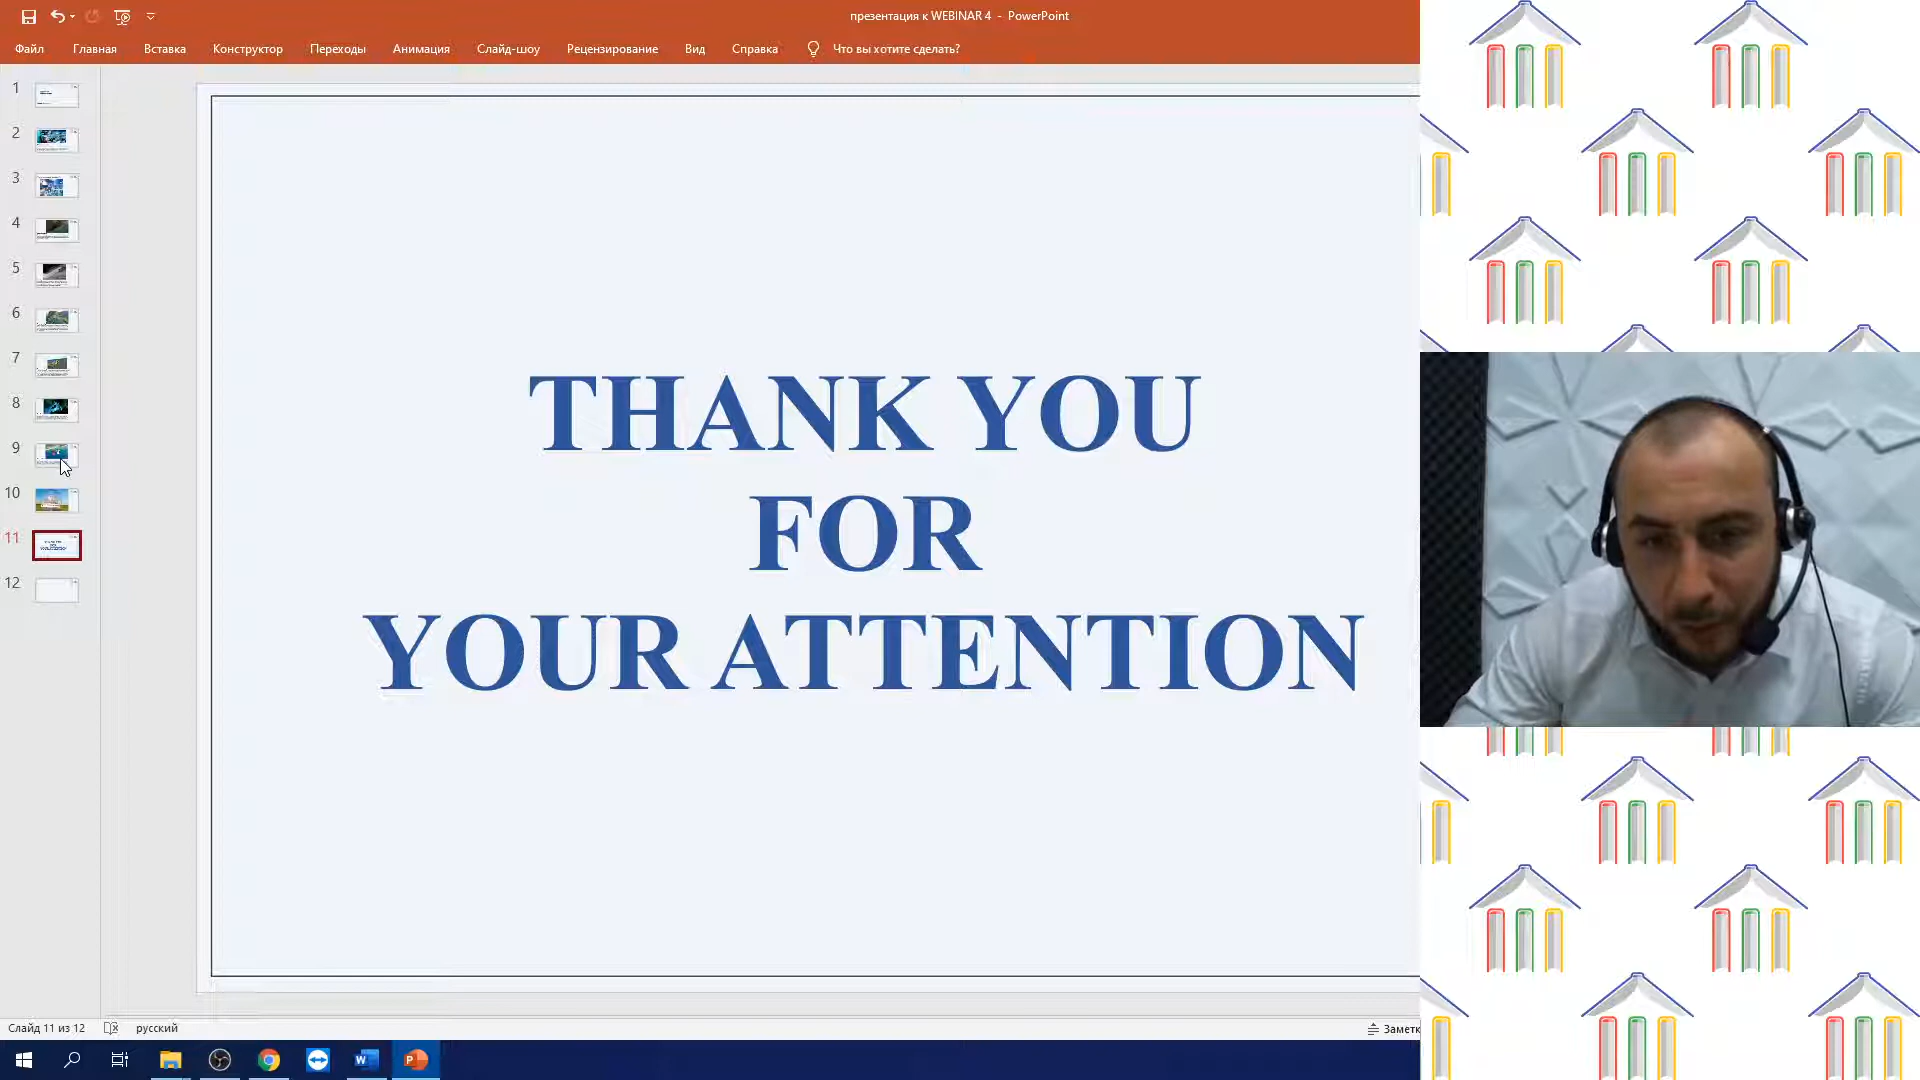 презентация к WEBINAR 4 - PowerPoint
Файл Главная Вставка Конструктор Переходы Анимация Слайд-шоу Рецензирование Вид Справка Что вы хотите сделать?
1
2
3
4
5
6
7
8
9
10
11
12
THANK YOU
FOR
YOUR ATTENTION
Слайд 11 из 12 русский Заметк